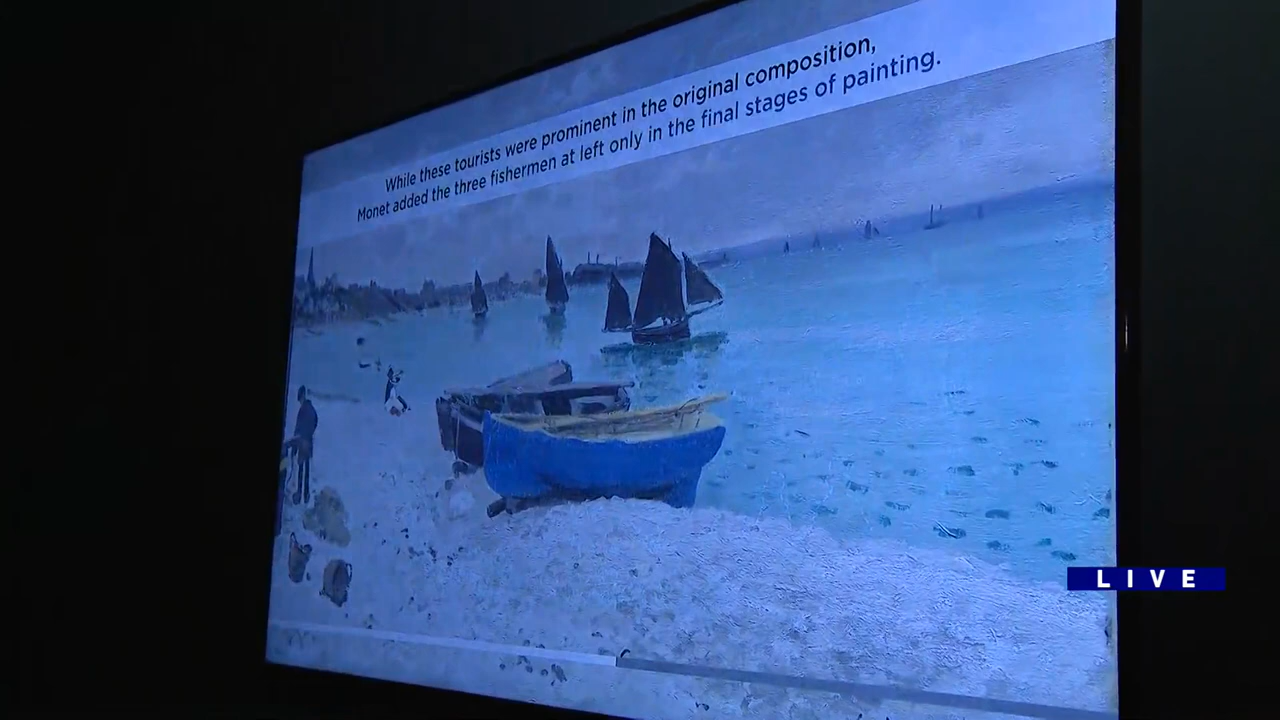 While these tourists were prominent in the original composition,
Monet added the three fishermen at left only in the final stages of painting.
LIVE